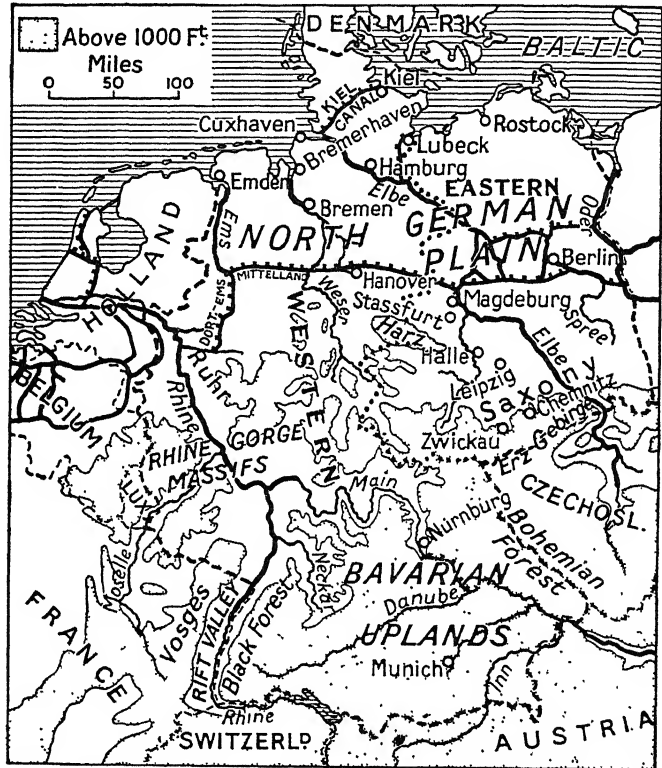 Above 1000 Ft.
Miles
0 50 100
DENMARK
BALTIC
Kiel
KIEL CANAL
Cuxhaven
Bremerhaven
Lubeck
Rostock
Hamburg
Emden
Elbe
EASTERN
Bremen
Ems
GERMAN
Oder
NORTH
PLAIN
Berlin
HOLLAND
MITTELLAND
Hanover
DORT-EMS
Weser
Stassfurt
Magdeburg
WESTERN
Harz
Spree
Elbe
Halle
Ruhr
Leipzig
BELGIUM
Rhine
Saxony
Chemnitz
Zwickau
Erz Gebirge
RHINE GORGE
MASSIFS
LUX.
Main
CZECHOSL.
Nürnburg
Bohemian
Forest
Moselle
Neckar
BAVARIAN
Danube
FRANCE
Vosges
RIFT VALLEY
Black Forest
UPLANDS
Munich
Inn
Rhine
SWITZERLD.
AUSTRIA